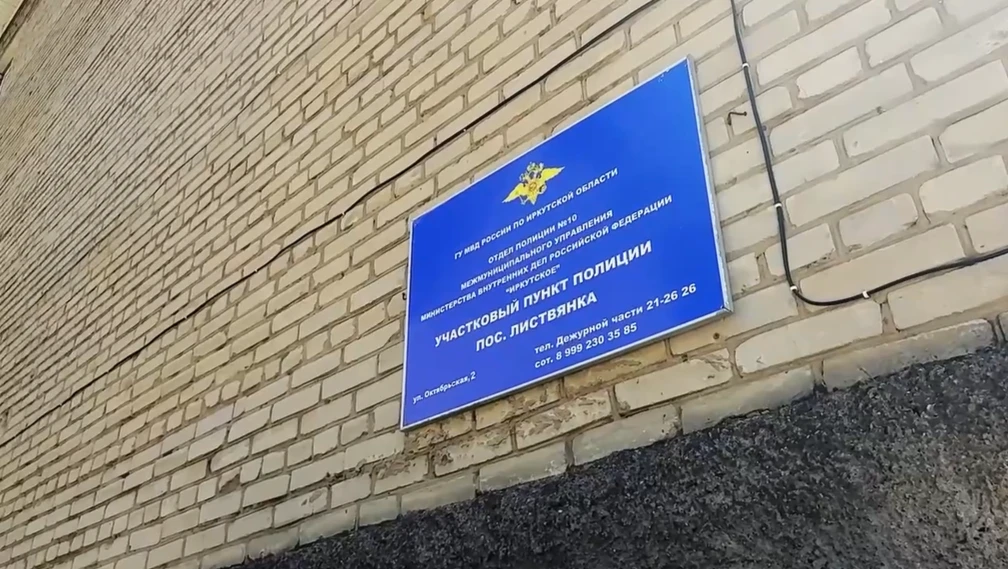 ГУ МВД РОССИИ ПО ИРКУТСКОЙ ОБЛАСТИ
ОТДЕЛ ПОЛИЦИИ №10
МЕЖМУНИЦИПАЛЬНОГО УПРАВЛЕНИЯ
МИНИСТЕРСТВА ВНУТРЕННИХ ДЕЛ РОССИЙСКОЙ ФЕДЕРАЦИИ
"ИРКУТСКОЕ"
УЧАСТКОВЫЙ ПУНКТ ПОЛИЦИИ
ПОС. ЛИСТВЯНКА
тел. Дежурной части 21-26 26
сот. 8 999 230 35 85
ул. Октябрьская,2